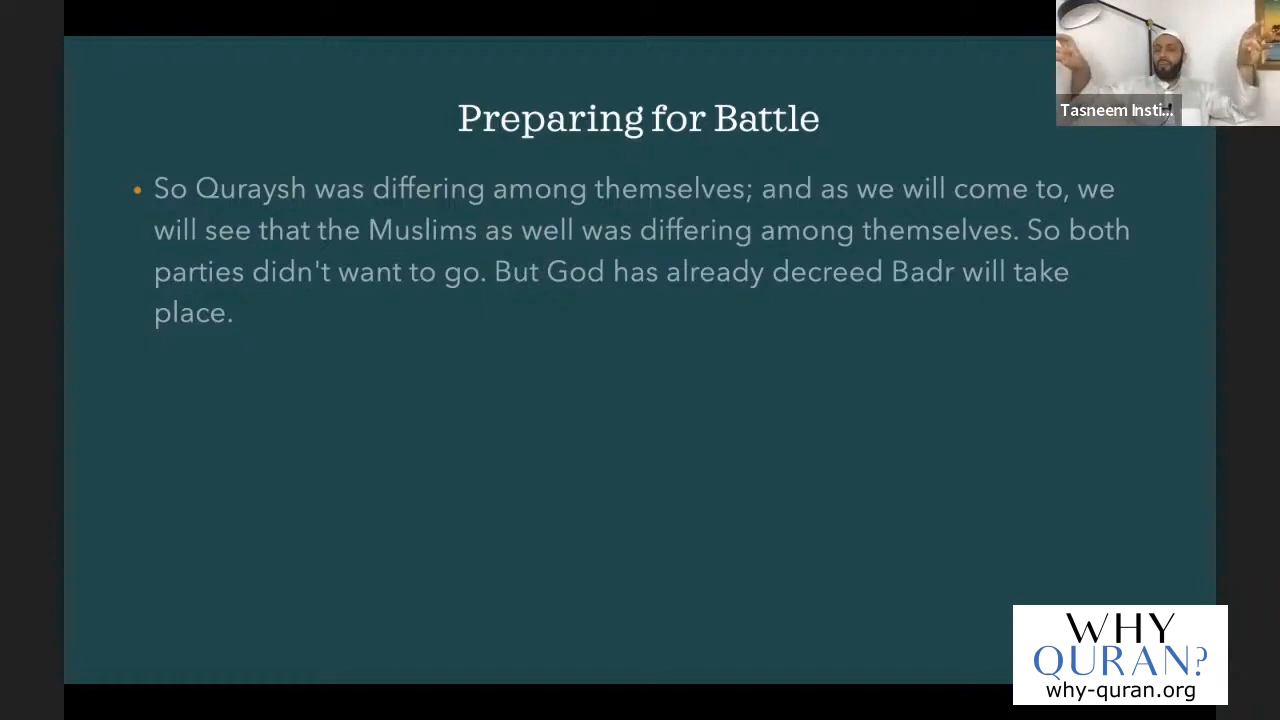 Tasneem Insti...
Preparing for Battle
• So Quraysh was differing among themselves; and as we will come to, we
will see that the Muslims as well was differing among themselves. So both
parties didn't want to go. But God has already decreed Badr will take
place.
WHY
QURAN?
why-quran.org